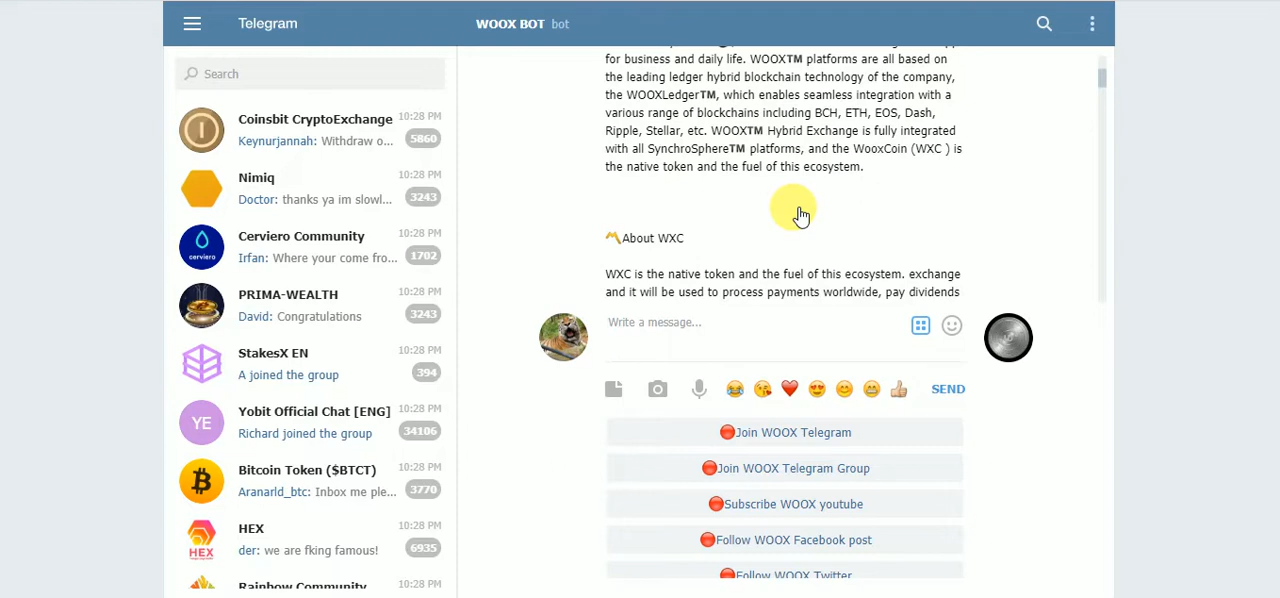 Telegram
WOOX BOT bot
Search
Coinsbit CryptoExchange 10:28 PM
Keynurjannah: Withdraw o... 5860
Nimiq 10:28 PM
Doctor: thanks ya im slowl... 3243
Cerviero Community 10:28 PM
cerviero
Irfan: Where your come fro... 1702
PRIMA-WEALTH 10:28 PM
David: Congratulations 3243
StakesX EN 10:28 PM
A joined the group 394
Yobit Official Chat [ENG] 10:28 PM
YE
Richard joined the group 34106
Bitcoin Token ($BTCT) 10:28 PM
Aranarld_btc: Inbox me ple... 3770
HEX 10:28 PM
HEX
der: we are fking famous! 6935
Rainbow Community 10:28 PM
for business and daily life. WOOX™ platforms are all based on
the leading ledger hybrid blockchain technology of the company,
the WOOXLedger™, which enables seamless integration with a
various range of blockchains including BCH, ETH, EOS, Dash,
Ripple, Stellar, etc. WOOX™ Hybrid Exchange is fully integrated
with all SynchroSphere™ platforms, and the WooxCoin (WXC ) is
the native token and the fuel of this ecosystem.
About WXC
WXC is the native token and the fuel of this ecosystem. exchange
and it will be used to process payments worldwide, pay dividends
Write a message...
SEND
Join WOOX Telegram
Join WOOX Telegram Group
Subscribe WOOX youtube
Follow WOOX Facebook post
Follow WOOX Twitter